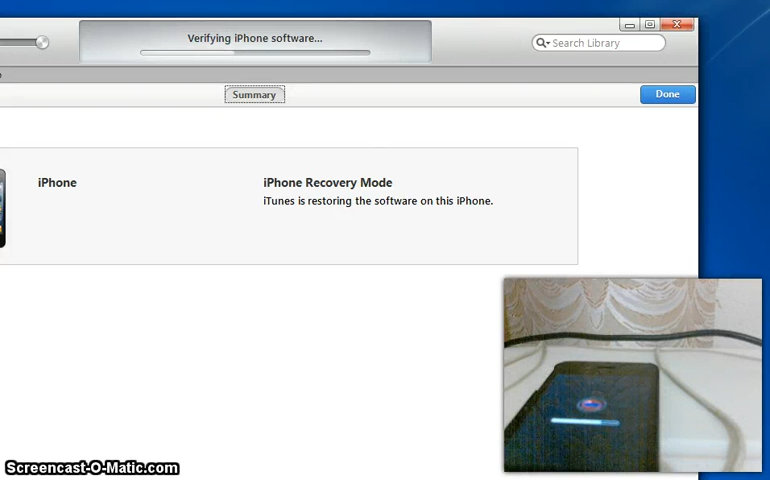 Verifying iPhone software...
Search Library
Summary
Done
iPhone
iPhone Recovery Mode
iTunes is restoring the software on this iPhone.
Screencast-O-Matic.com